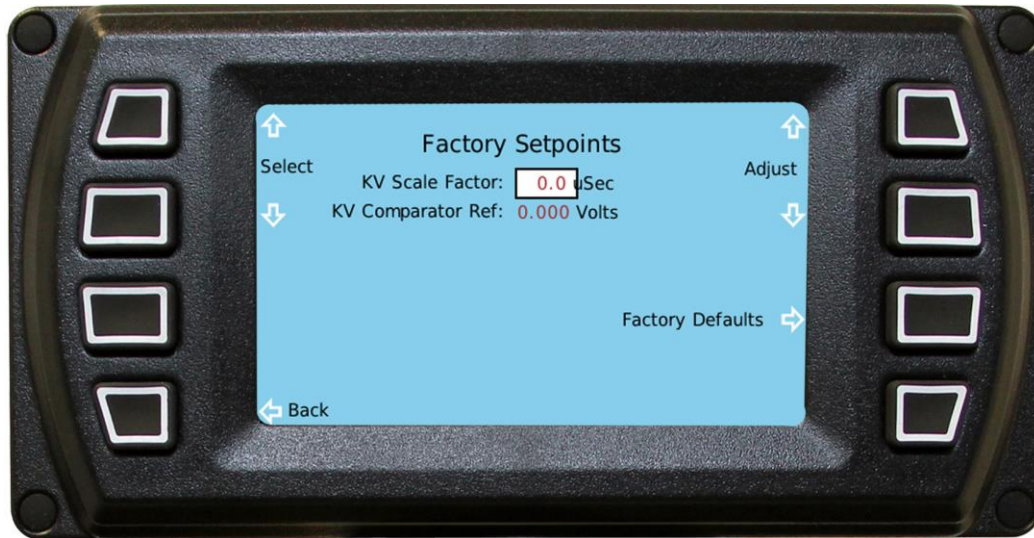 Factory Setpoints
Select
Adjust
KV Scale Factor: 0.0 uSec
KV Comparator Ref: 0.000 Volts
Factory Defaults
Back